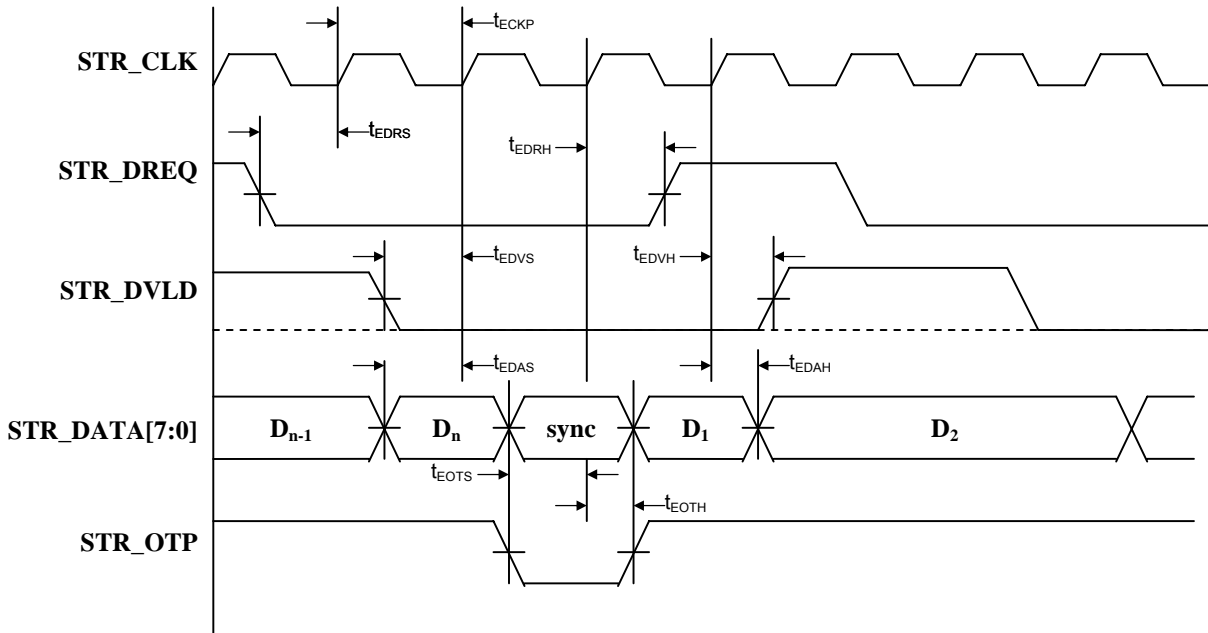 tECKP
STR_CLK
tEDRS
tEDRH
STR_DREQ
tEDVS
tEDVH
STR_DVLD
tEDAS
tEDAH
STR_DATA[7:0]
Dn-1
Dn
sync
D1
D2
tEOTS
tEOTH
STR_OTP